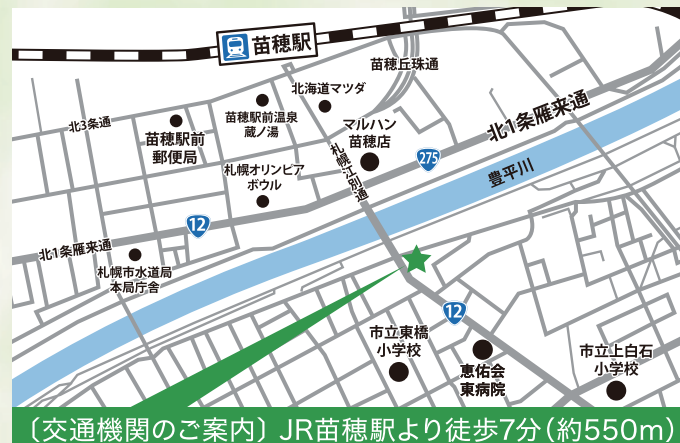 苗穂駅
苗穂丘珠通
北海道マツダ
北3条通
苗穂駅前
郵便局
苗穂駅前温泉
蔵ノ湯
マルハン
苗穂店
北1条雁来通
札幌江別通
275
豊平川
札幌オリンピア
ボウル
12
北1条雁来通
札幌市水道局
本局庁舎
12
市立東橋
小学校
恵佑会
東病院
市立上白石
小学校
〔交通機関のご案内〕JR苗穂駅より徒歩7分(約550m)